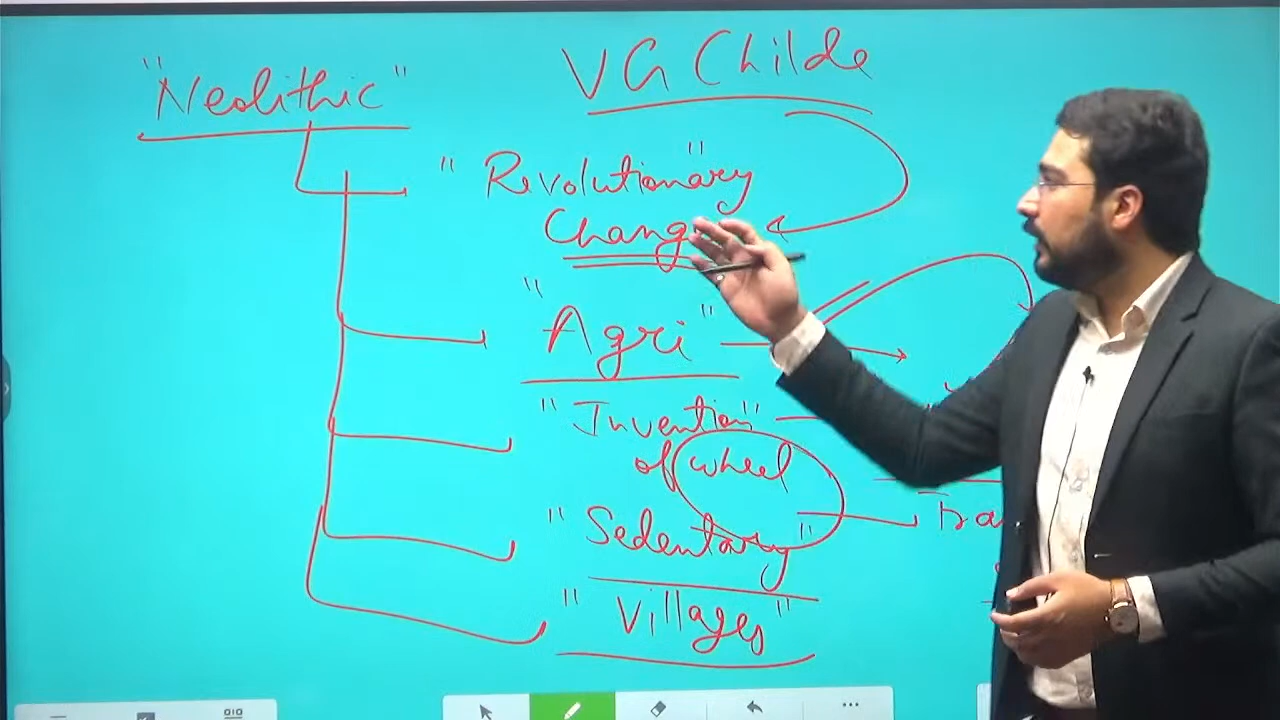 "Neolithic"
VG Childe
"Revolutionary"
Change
"Agri"
"Invention"
of wheel
"Sedentary"
"Villages"